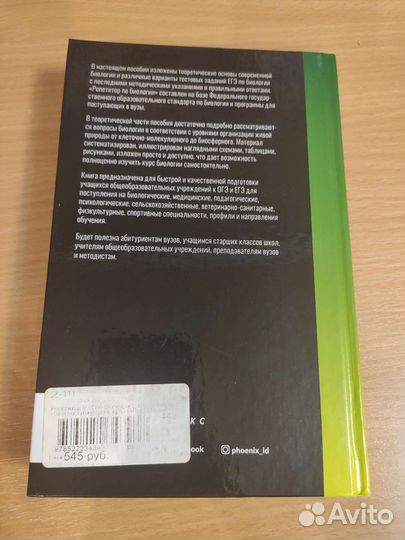 В настоящем пособии изложены теоретические основы современной
биологии и различные варианты тестовых заданий ЕГЭ по биологии
с последними методическими указаниями и правильными ответами.
«Репетитор по биологии» составлен на базе Федерального государ-
ственного образовательного стандарта по биологии и программы для
поступающих в вузы.
В теоретической части пособия достаточно подробно рассматрива-
ются вопросы биологии в соответствии с уровнями организации живой
природы от клеточно-молекулярного до биосферного. Материал
систематизирован, иллюстрирован наглядными схемами, таблицами,
рисунками, изложен просто и доступно, что дает возможность
полноценно изучить курс биологии самостоятельно.
Книга предназначена для быстрой и качественной подготовки
учащихся общеобразовательных учреждений к ОГЭ и ЕГЭ для
поступления на биологические, медицинские, педагогические,
психологические, сельскохозяйственные, ветеринарно-санитарные,
физкультурные, спортивные специальности, профили и направления
обучения.
Будет полезна абитуриентам вузов, учащимся старших классов школ,
учителям общеобразовательных учреждений, преподавателям вузов
и методистам.
КС
ook phoenix_id
545 руб.
Avito